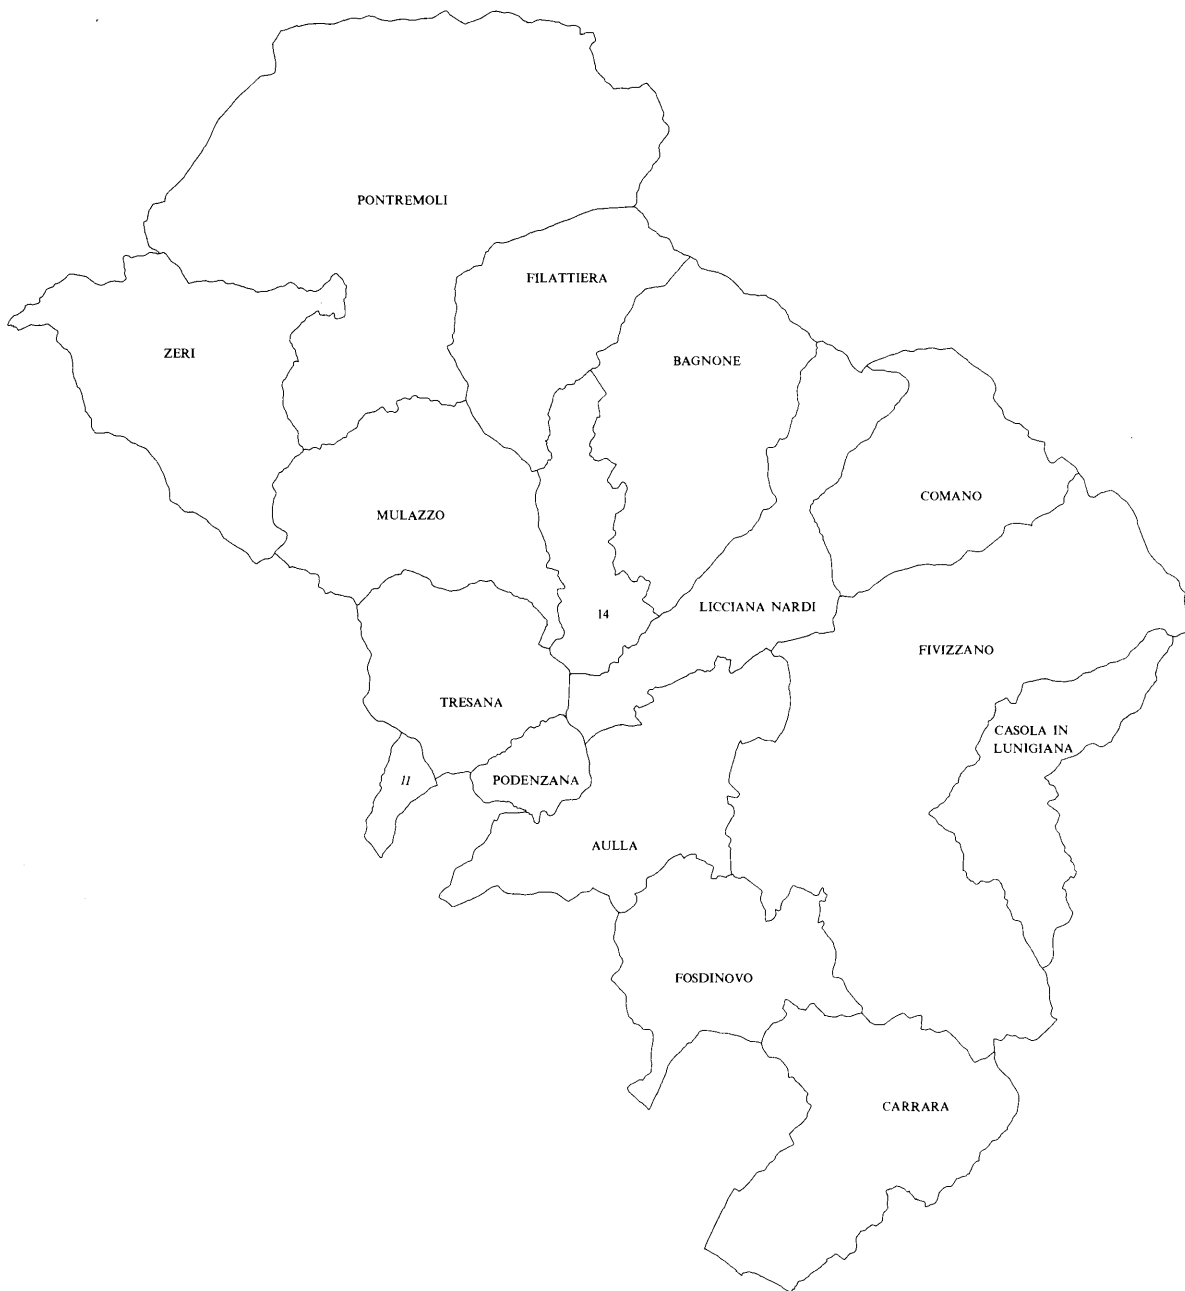 PONTREMOLI
FILATTIERA
ZERI
BAGNONE
COMANO
MULAZZO
LICCIANA NARDI
14
FIVIZZANO
TRESANA
CASOLA IN
LUNIGIANA
11
PODENZANA
AULLA
FOSDINOVO
CARRARA